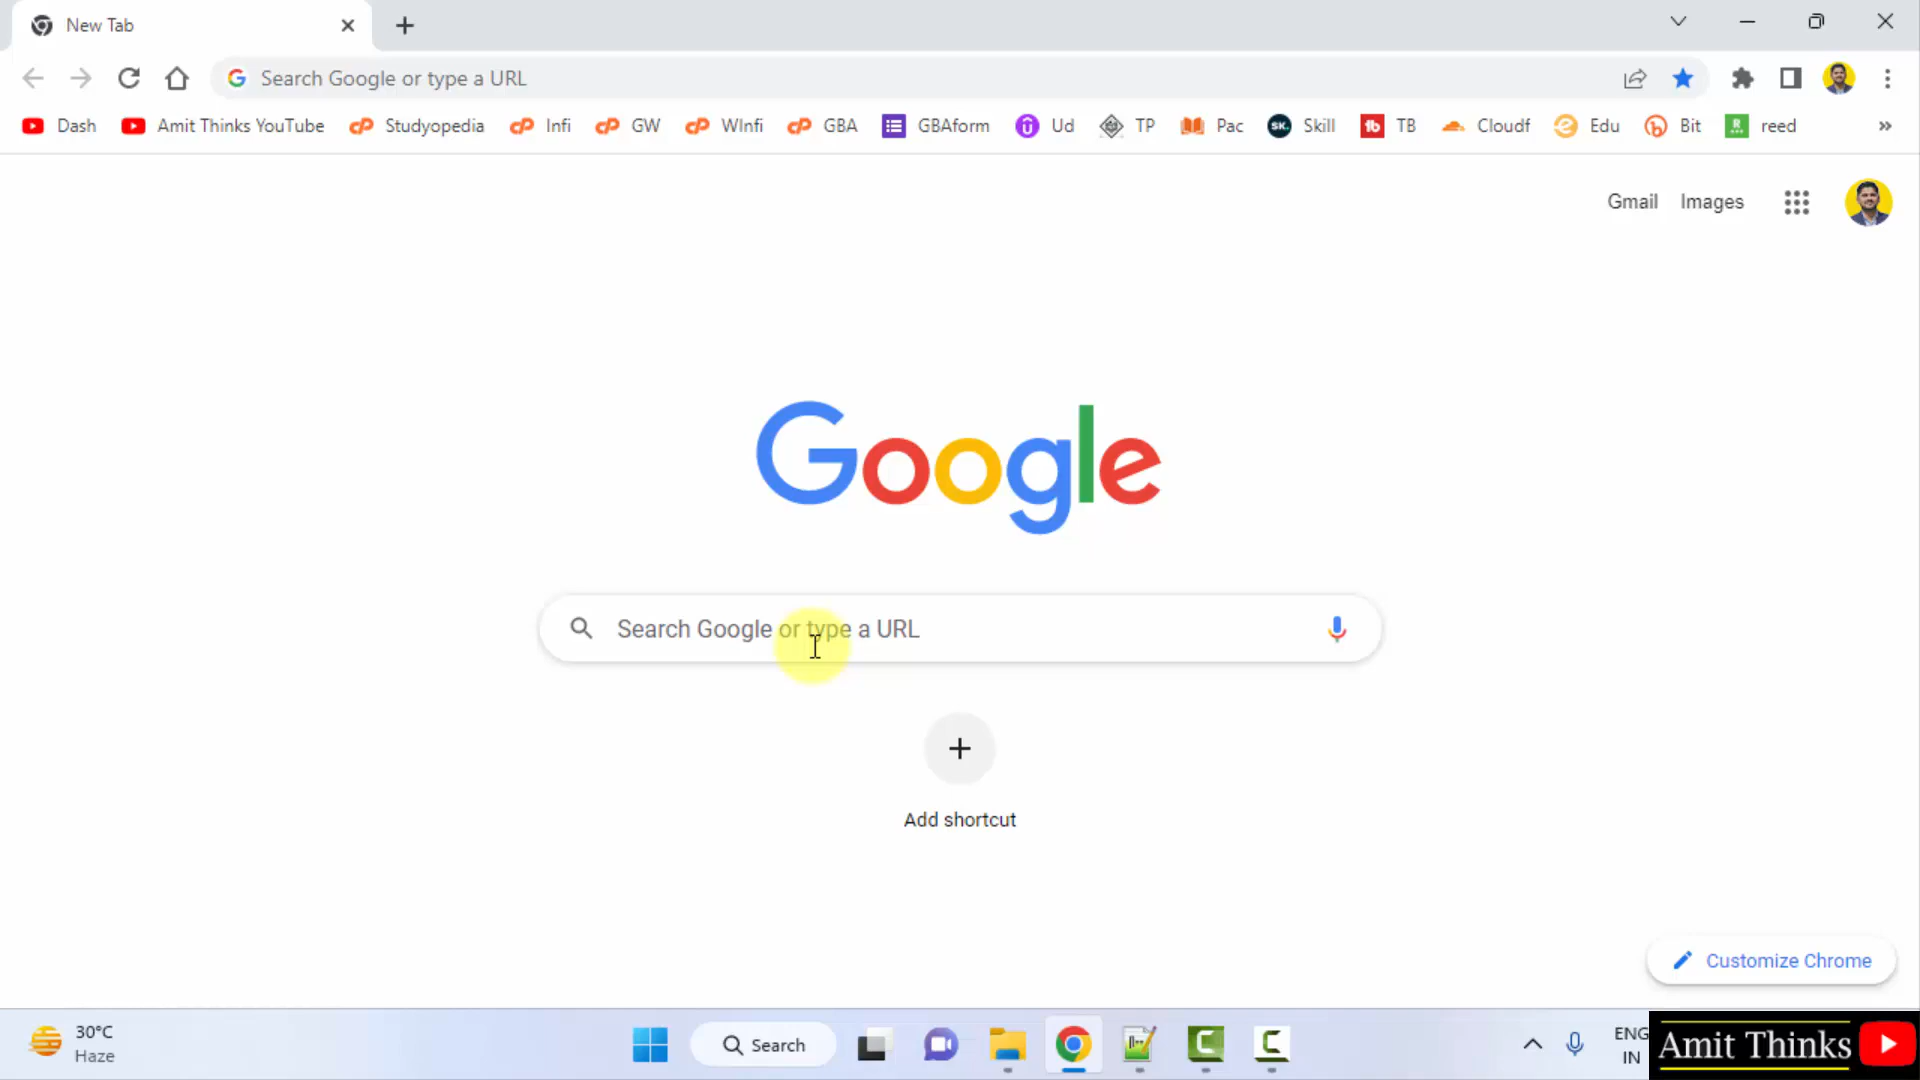 New Tab
Search Google or type a URL
Dash Amit Thinks YouTube Studyopedia Infi GW WInfi GBA GBAform Ud TP Pac Skill TB Cloudf Edu Bit reed
Gmail Images
Google
Search Google or type a URL
Add shortcut
Customize Chrome
30°C
Haze
Search
ENG
IN
Amit Thinks